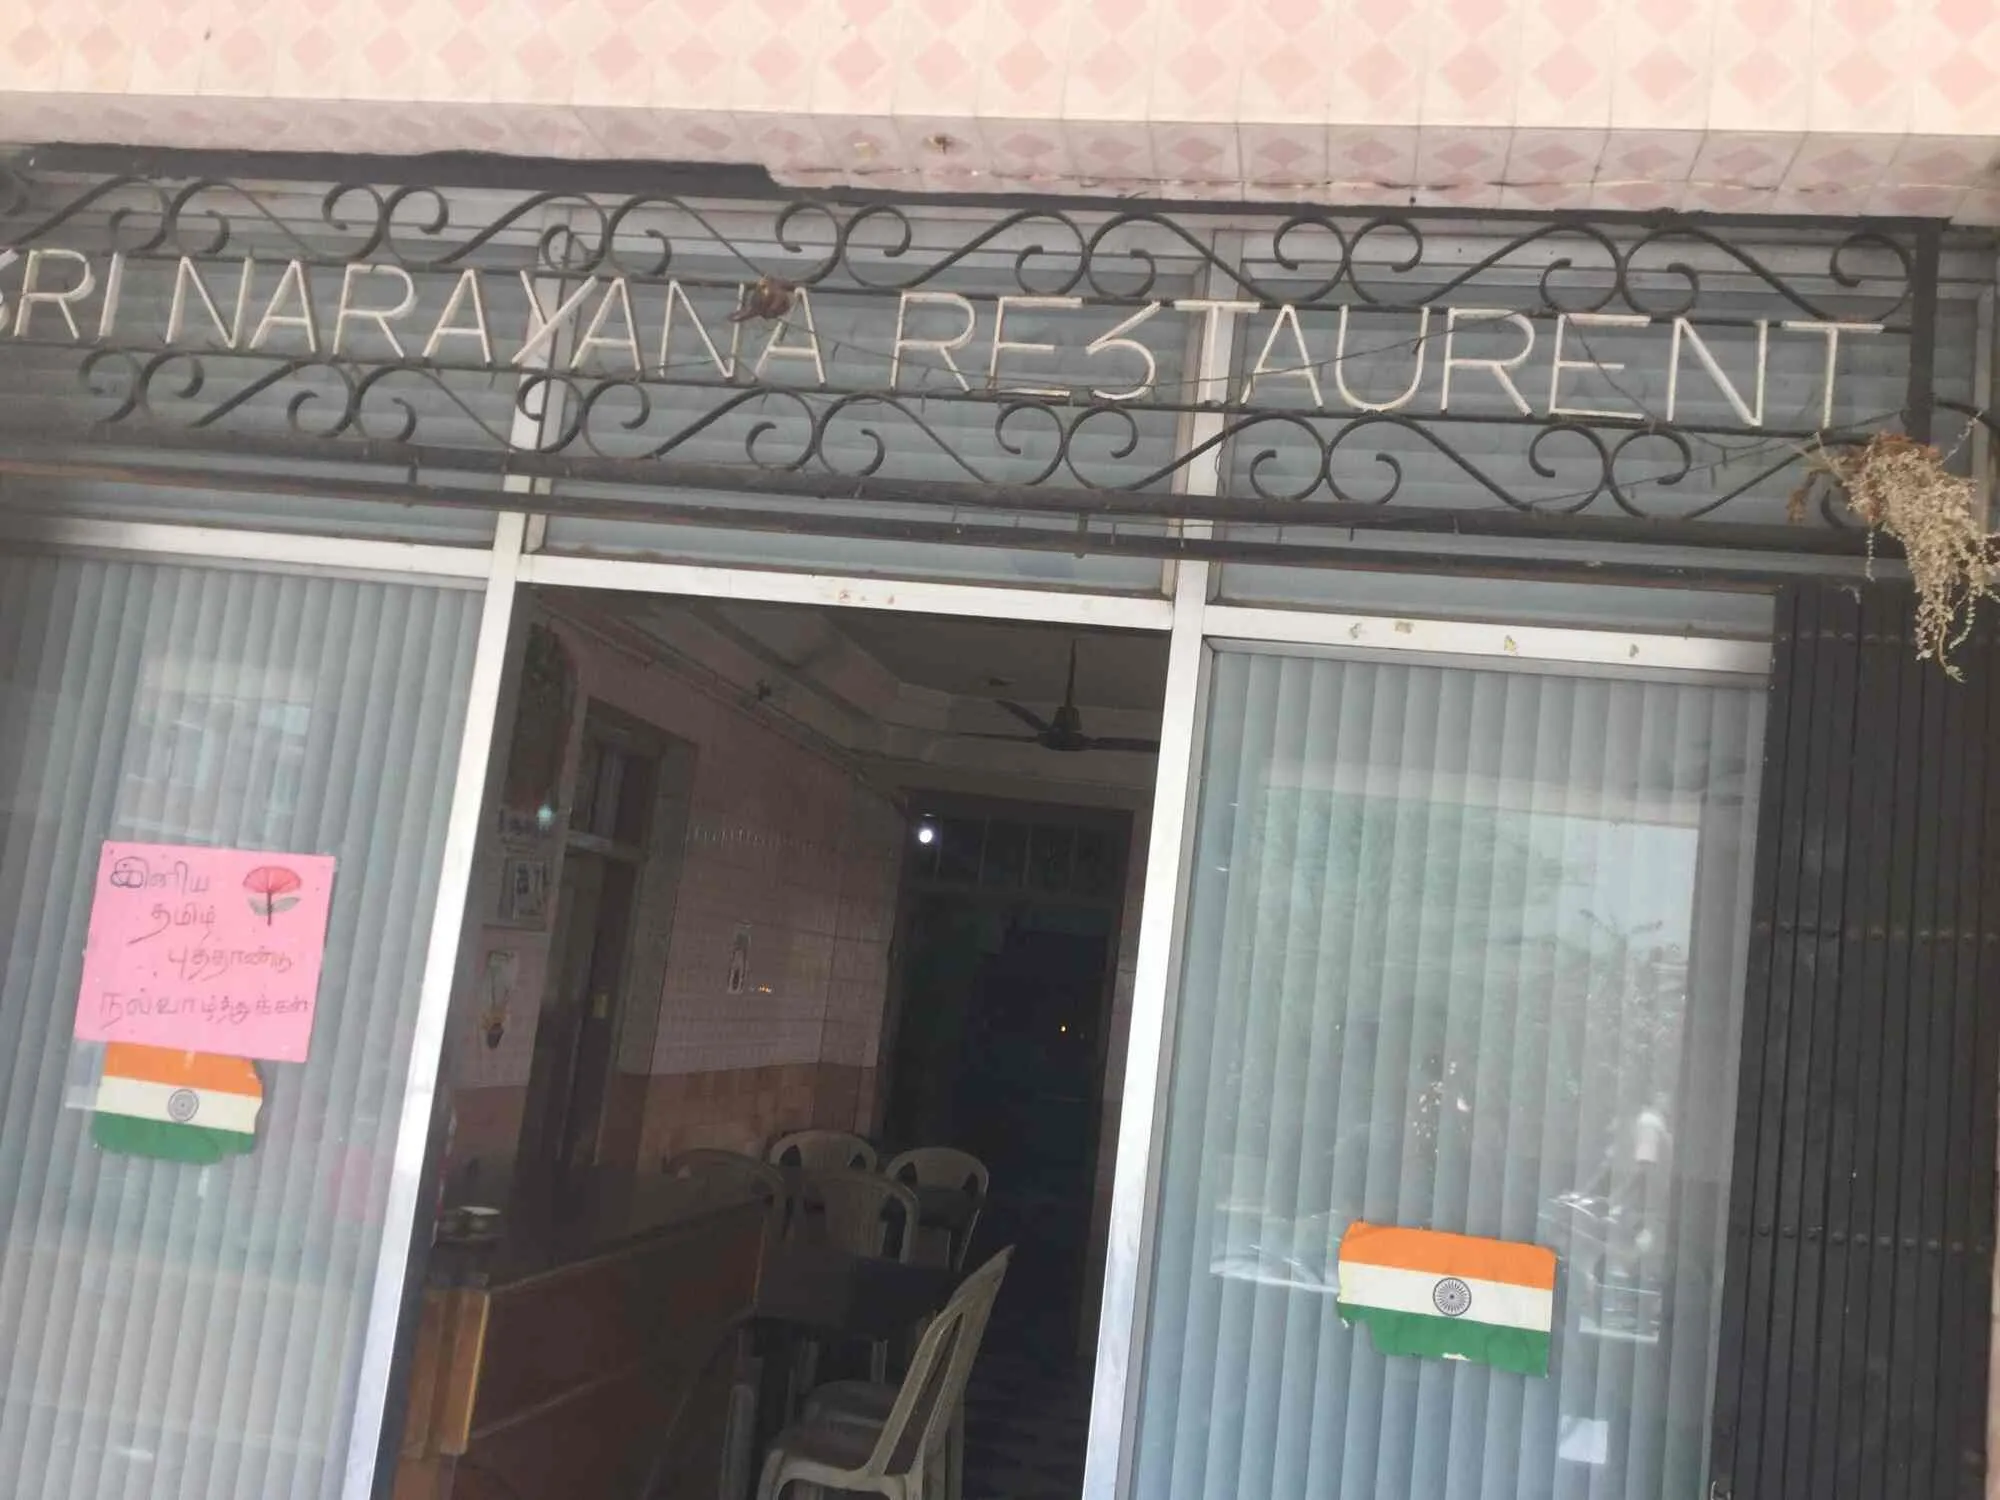 SRI NARAYANA RESTAURENT
இனிய
தமிழ்
புத்தாண்டு
நல்வாழ்த்துக்கள்